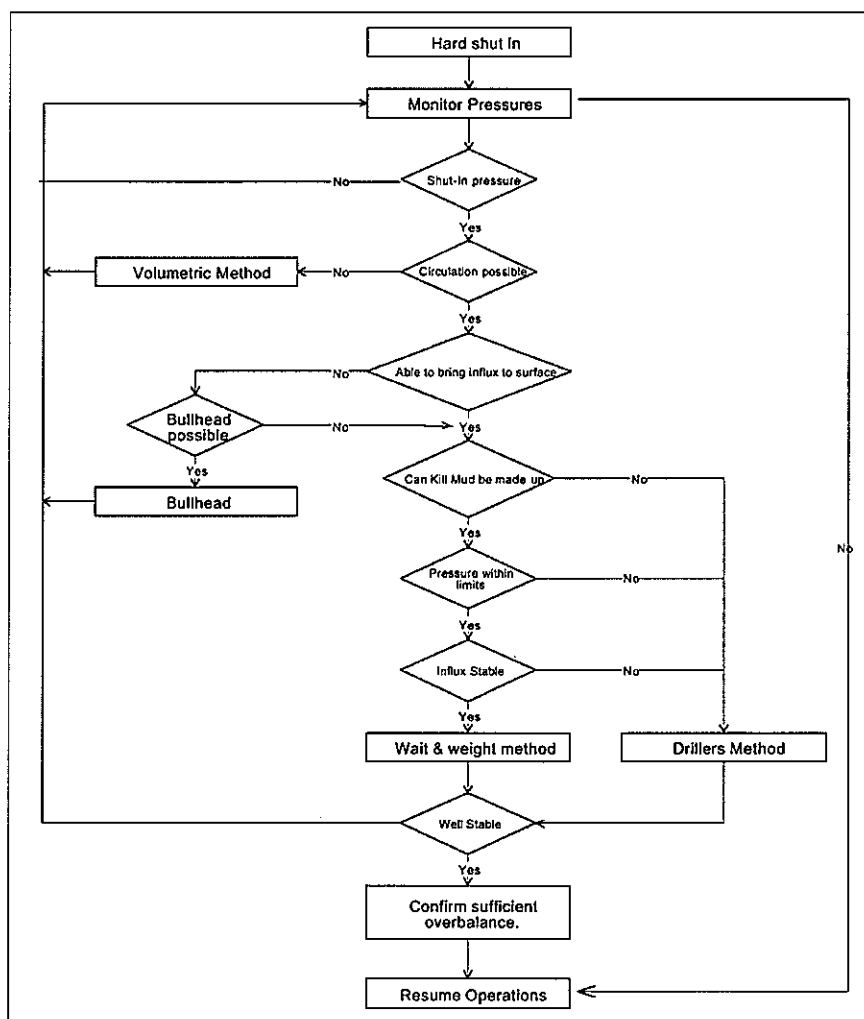 Hard shut in
Monitor Pressures
No
Shut-in pressure
Yes
Volumetric Method
No
Circulation possible
Yes
No
Able to bring influx to surface
Bullhead
possible
No
Yes
Yes
Bullhead
Can Kill Mud be made up
No
Yes
No
Pressure within
limits
No
Yes
Influx Stable
No
Yes
Wait & weight method
Drillers Method
Well Stable
Yes
Confirm sufficient
overbalance.
Resume Operations